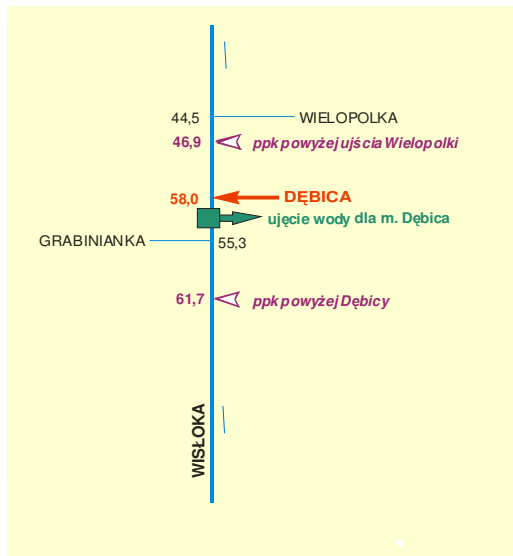 44,5 WIELOPOLKA
46,9 ppk powyżej ujścia Wielopolki
58,0 DĘBICA
ujęcie wody dla m. Dębica
GRABINIANKA 55,3
61,7 ppk powyżej Dębicy
WISŁOKA